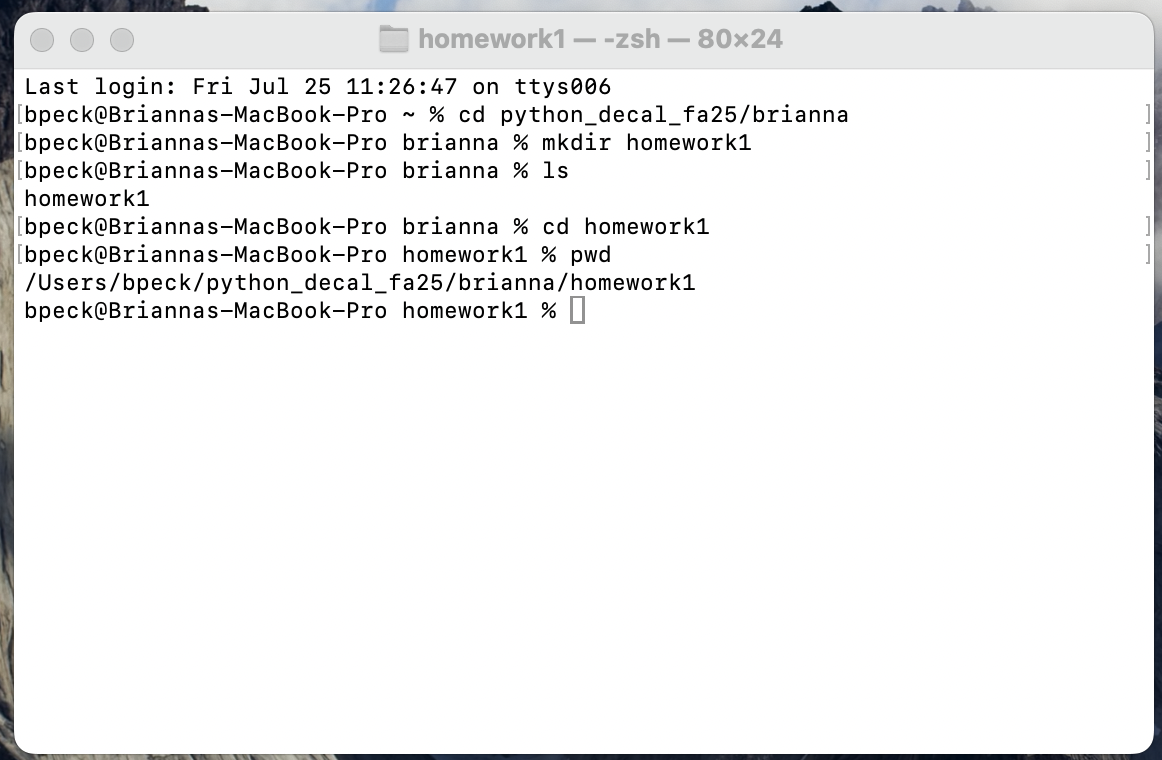 homework1 — -zsh — 80×24
Last login: Fri Jul 25 11:26:47 on ttys006
[bpeck@Briannas-MacBook-Pro ~ % cd python_decal_fa25/brianna ]
[bpeck@Briannas-MacBook-Pro brianna % mkdir homework1 ]
[bpeck@Briannas-MacBook-Pro brianna % ls ]
homework1
[bpeck@Briannas-MacBook-Pro brianna % cd homework1 ]
[bpeck@Briannas-MacBook-Pro homework1 % pwd ]
/Users/bpeck/python_decal_fa25/brianna/homework1
bpeck@Briannas-MacBook-Pro homework1 %